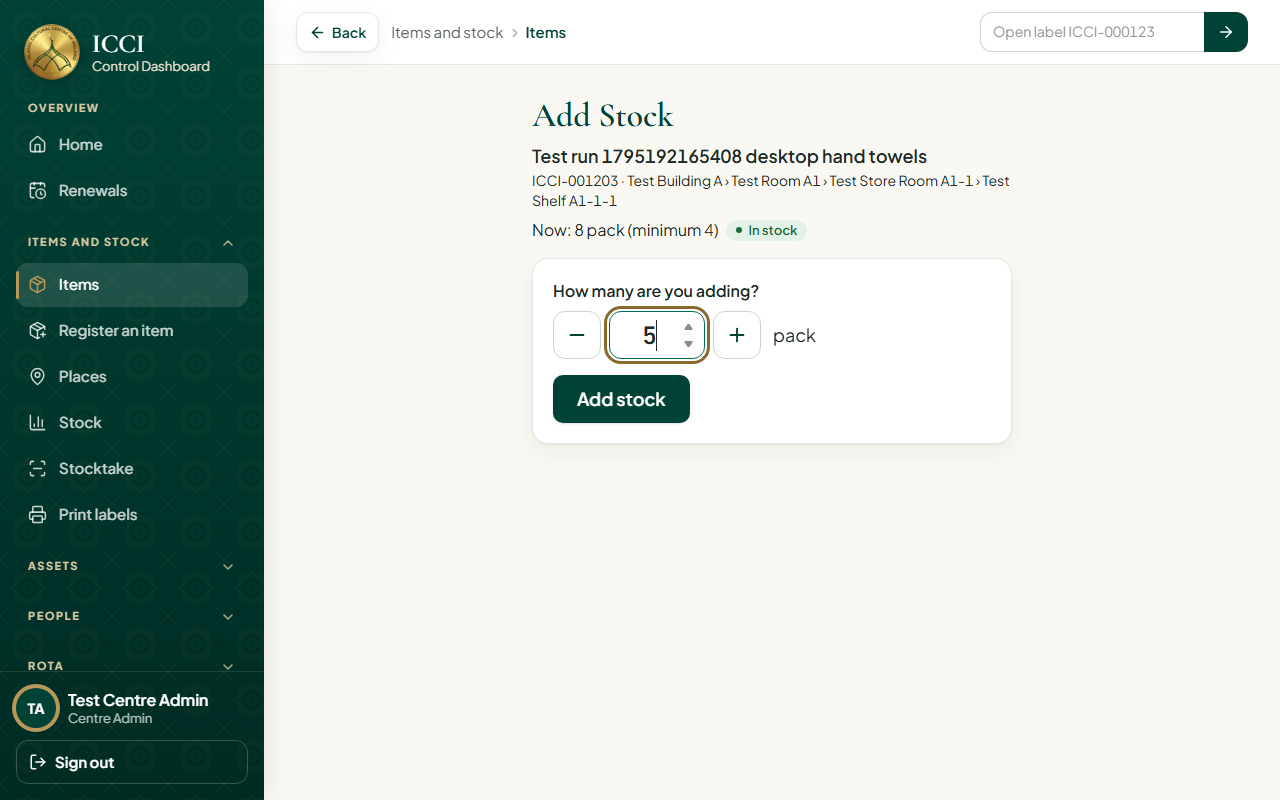 ICCI
Control Dashboard
OVERVIEW
Home
Renewals
ITEMS AND STOCK
Items
Register an item
Places
Stock
Stocktake
Print labels
ASSETS
PEOPLE
ROTA
TA
Test Centre Admin
Centre Admin
Sign out
Back
Items and stock › Items
Open label ICCI-000123
Add Stock
Test run 1795192165408 desktop hand towels
ICCI-001203 · Test Building A › Test Room A1 › Test Store Room A1-1 › Test
Shelf A1-1-1
Now: 8 pack (minimum 4) In stock
How many are you adding?
5
pack
Add stock